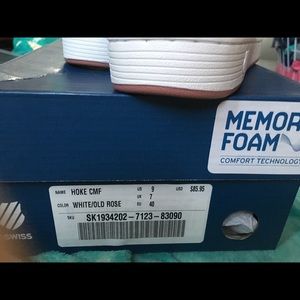 MEMOR
FOAM
COMFORT TECHNOLOGY
NAME HOKE CMF US 9 USD $85.95
UK 7
COLOR WHITE/OLD ROSE EU 40
SKU SK1934202-7123-83090
SWISS